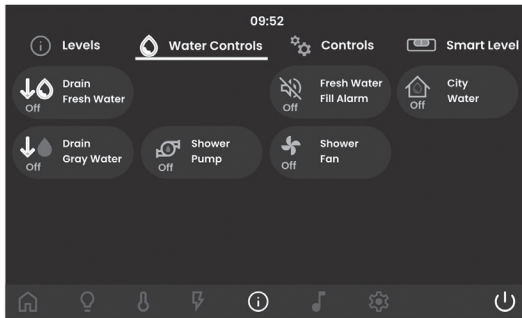 09:52
Levels
Water Controls
Controls
Smart Level
Drain
Fresh Water
Off
Fresh Water
Fill Alarm
Off
City
Water
Off
Drain
Gray Water
Off
Shower
Pump
Off
Shower
Fan
Off